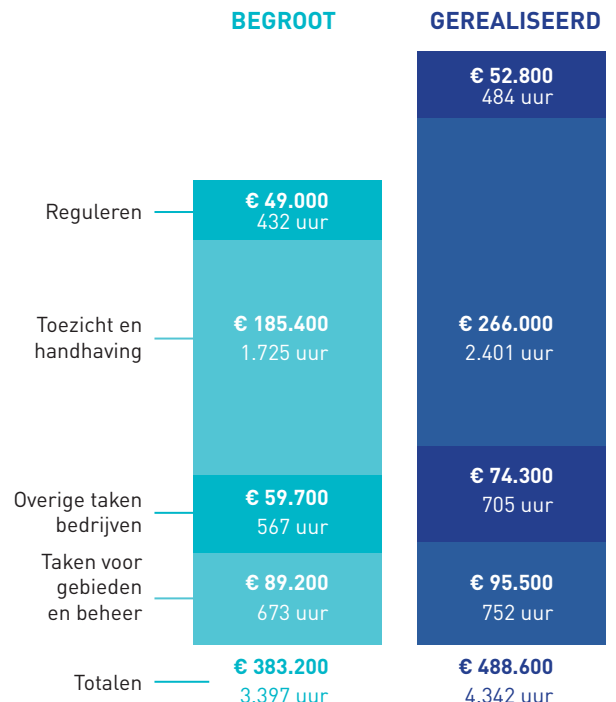 BEGROOT
GEREALISEERD
€ 52.800
484 uur
Reguleren
€ 49.000
432 uur
Toezicht en
handhaving
€ 185.400
1.725 uur
€ 266.000
2.401 uur
Overige taken
bedrijven
€ 59.700
567 uur
€ 74.300
705 uur
Taken voor
gebieden
en beheer
€ 89.200
673 uur
€ 95.500
752 uur
Totalen
€ 383.200
3.397 uur
€ 488.600
4.342 uur